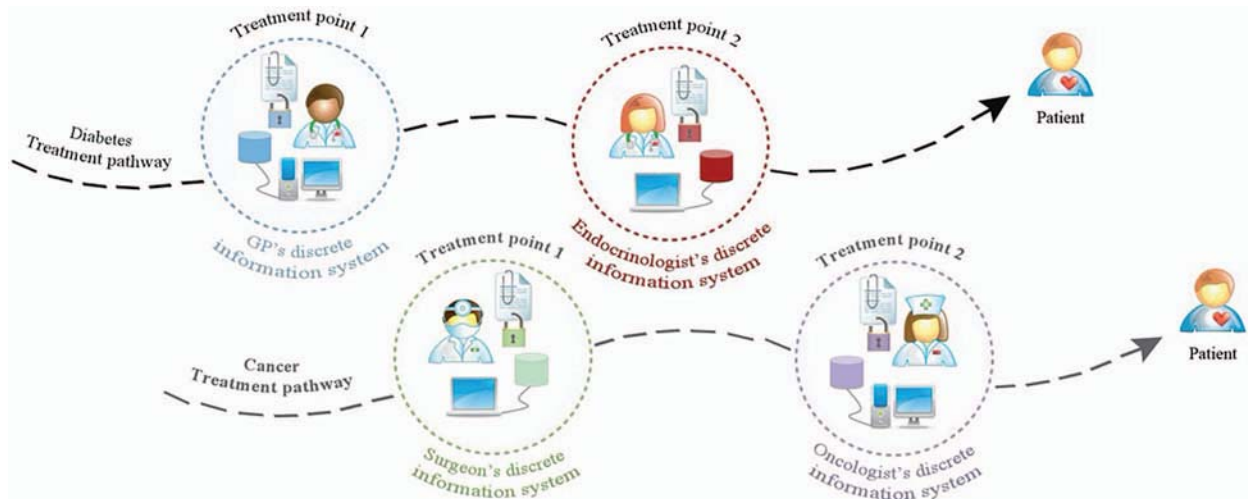 Treatment point 1
Treatment point 2
Patient
Diabetes
Treatment pathway
GP's discrete
information system
Endocrinologist's discrete
information system
Treatment point 1
Treatment point 2
Patient
Cancer
Treatment pathway
Surgeon's discrete
information system
Oncologist's discrete
information system